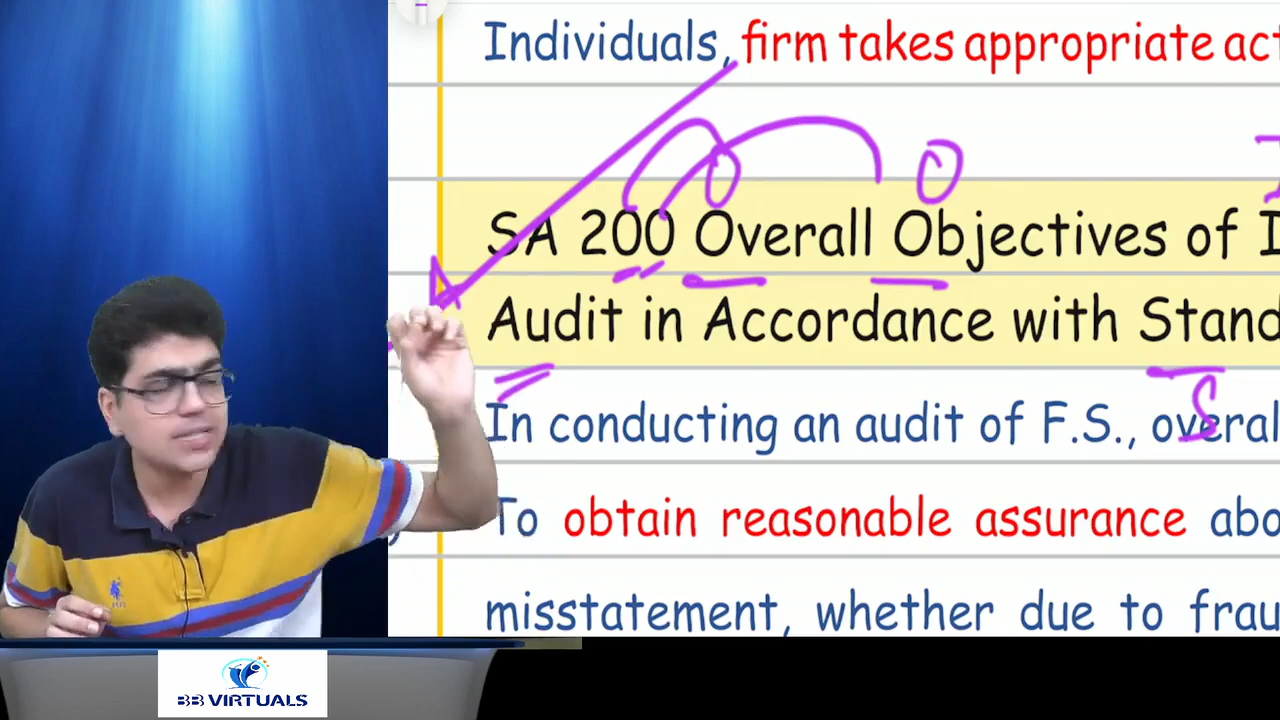 Individuals, firm takes appropriate act
O O
SA 200 Overall Objectives of I
Audit in Accordance with Stand
S
In conducting an audit of F.S., overal
To obtain reasonable assurance abo
misstatement, whether due to frau
BB VIRTUALS